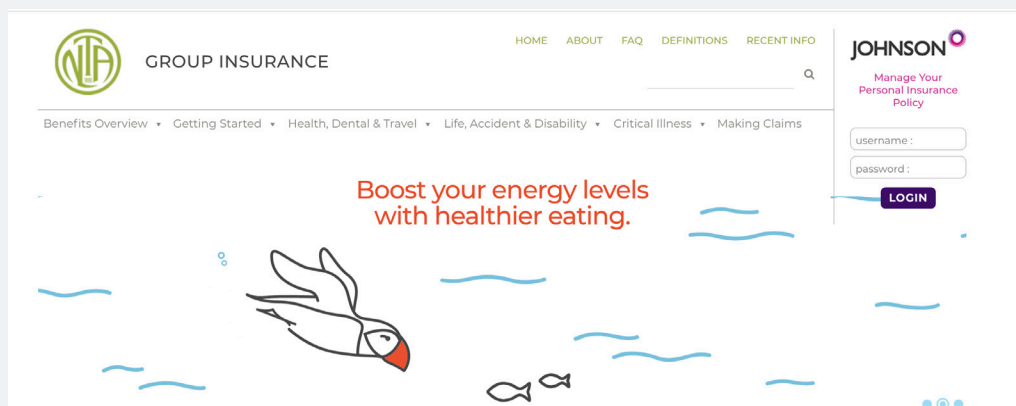 NLTA
GROUP INSURANCE
HOME ABOUT FAQ DEFINITIONS RECENT INFO
Benefits Overview Getting Started Health, Dental & Travel Life, Accident & Disability Critical Illness Making Claims
JOHNSON
Manage Your
Personal Insurance
Policy
username :
password :
LOGIN
Boost your energy levels
with healthier eating.